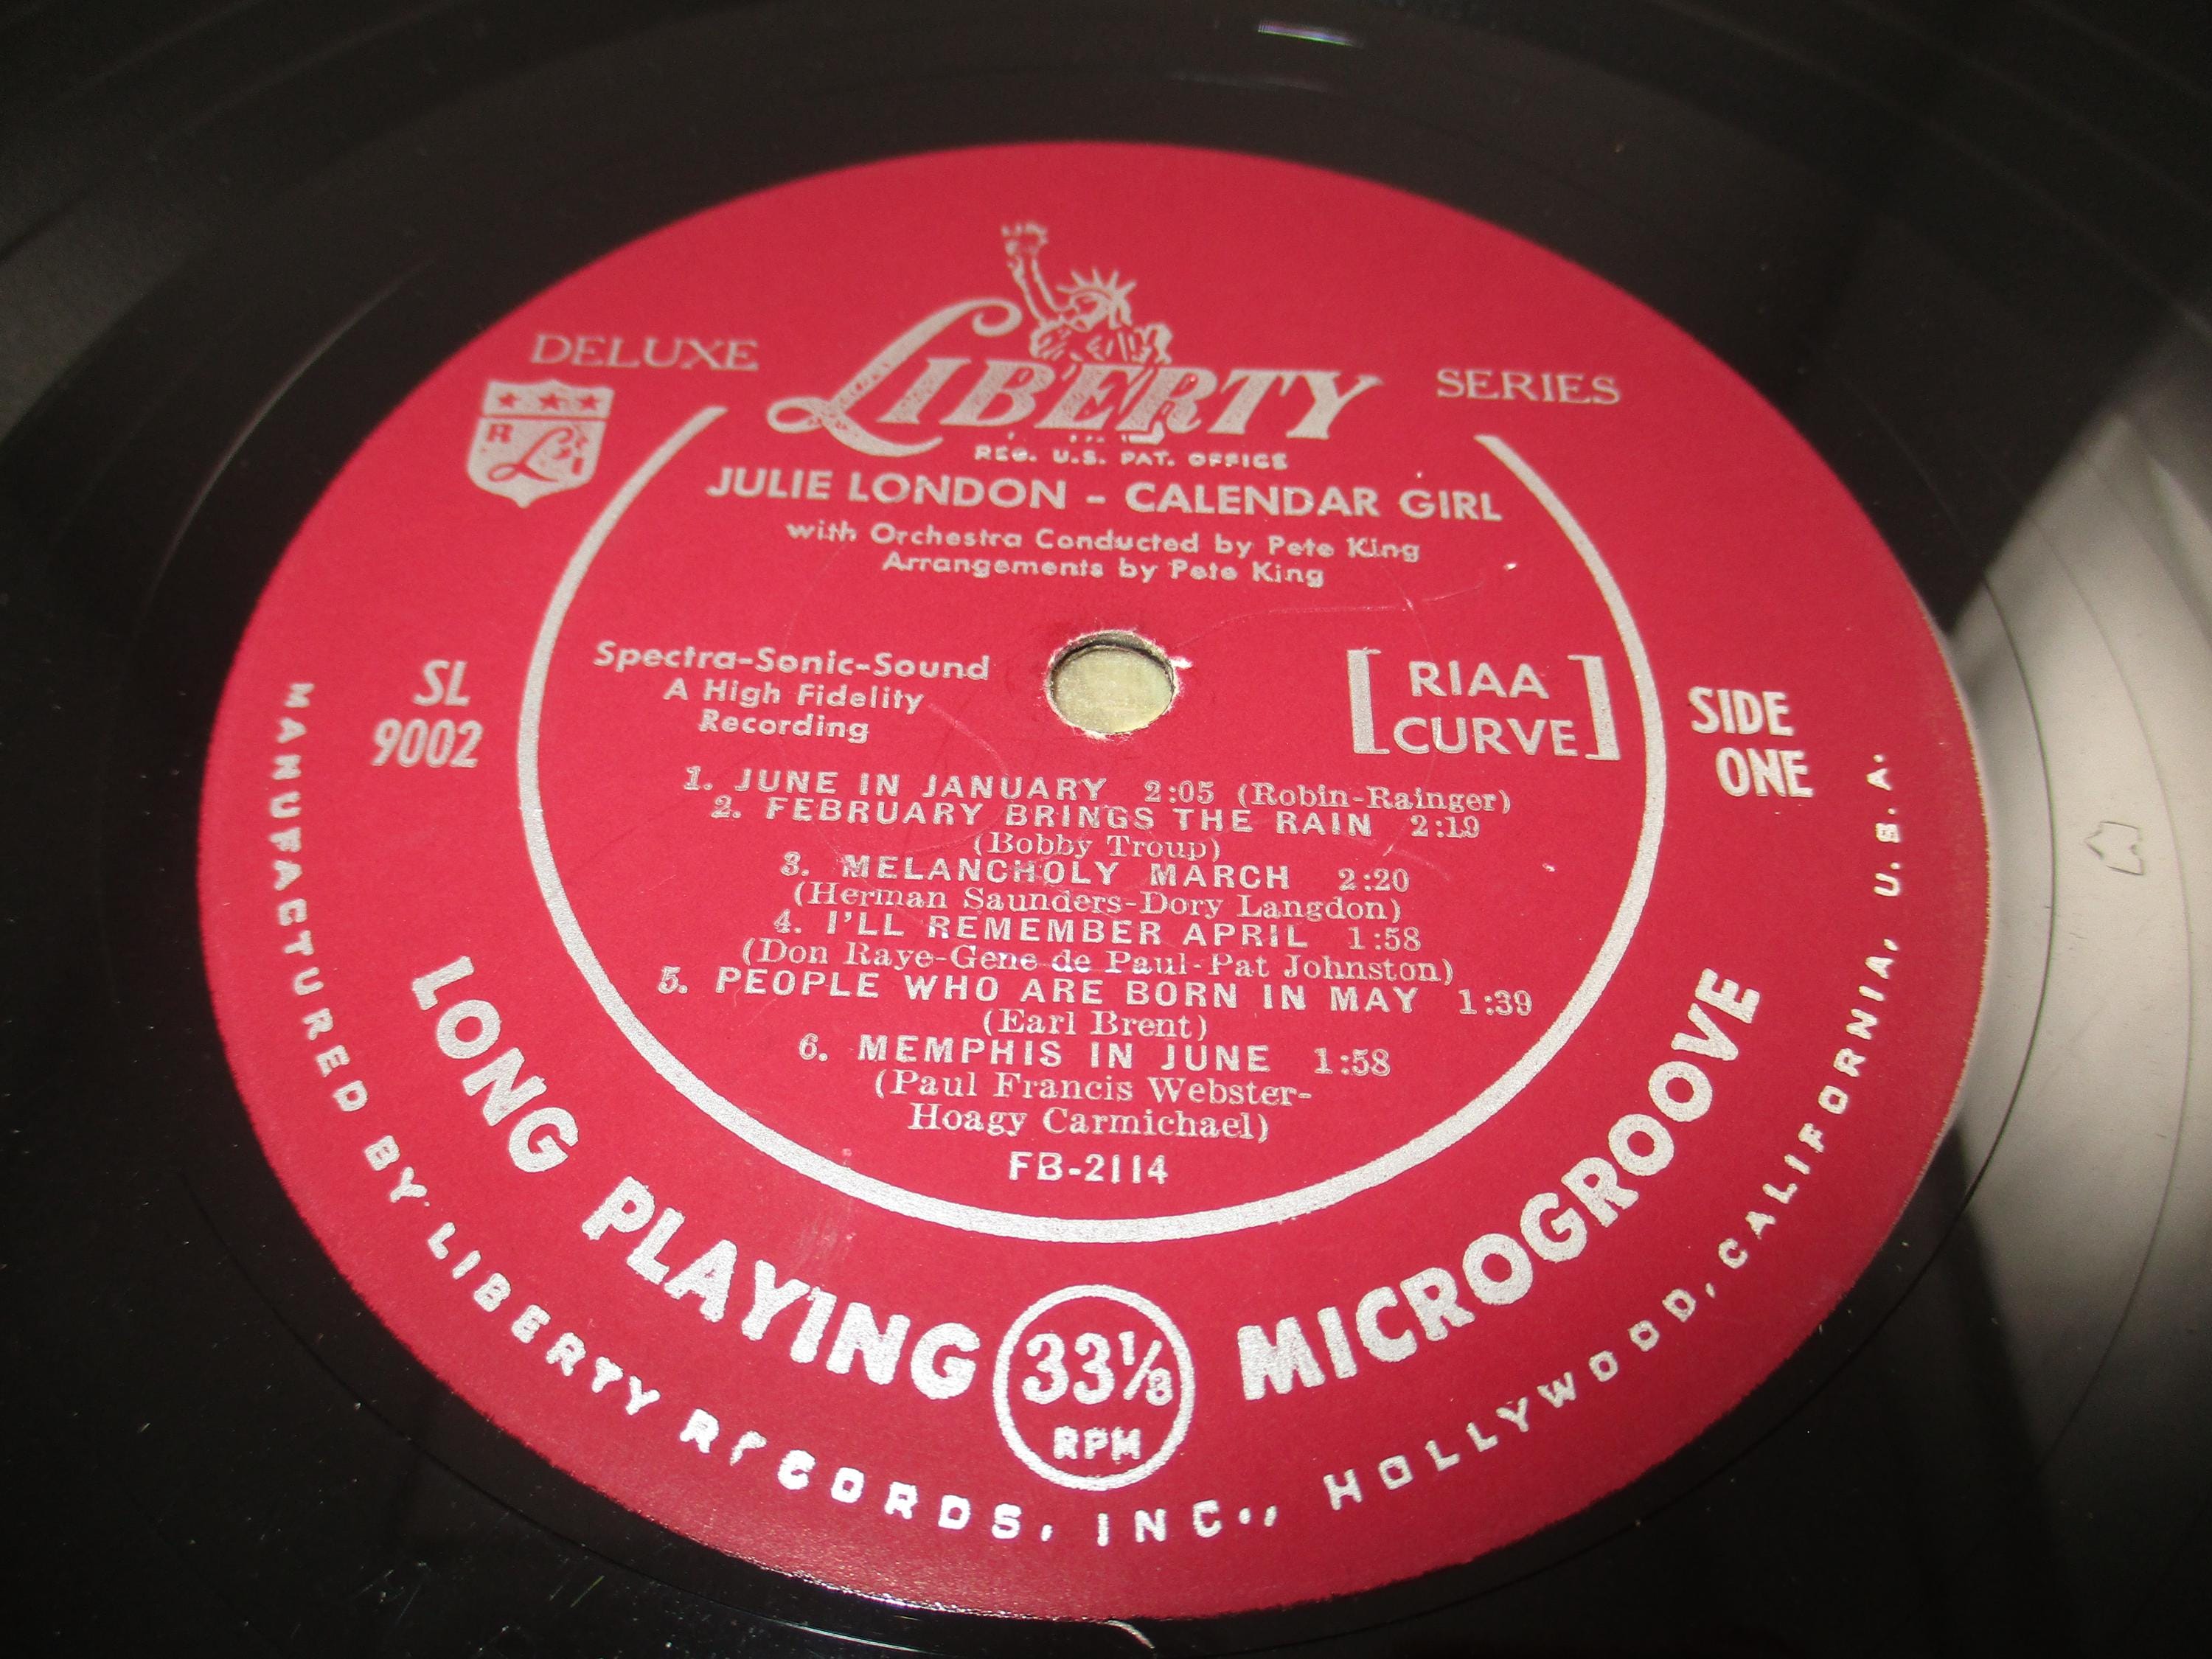 DELUXE
LIBERTY
SERIES
R
REG. U.S. PAT. OFFICE
JULIE LONDON - CALENDAR GIRL
with Orchestra Conducted by Pete King
Arrangements by Pete King
Spectra-Sonic-Sound
A High Fidelity
Recording
[RIAA
CURVE]
SL
9002
SIDE
ONE
1. JUNE IN JANUARY 2:05 (Robin-Rainger)
2. FEBRUARY BRINGS THE RAIN 2:19
(Bobby Troup)
3. MELANCHOLY MARCH 2:20
(Herman Saunders-Dory Langdon)
4. I'LL REMEMBER APRIL 1:58
(Don Raye-Gene de Paul-Pat Johnston)
5. PEOPLE WHO ARE BORN IN MAY 1:39
(Earl Brent)
6. MEMPHIS IN JUNE 1:58
(Paul Francis Webster-
Hoagy Carmichael)
FB-2114
LONG PLAYING 33⅓ RPM MICROGROOVE
MANUFACTURED BY LIBERTY RECORDS, INC., HOLLYWOOD, CALIFORNIA, U.S.A.